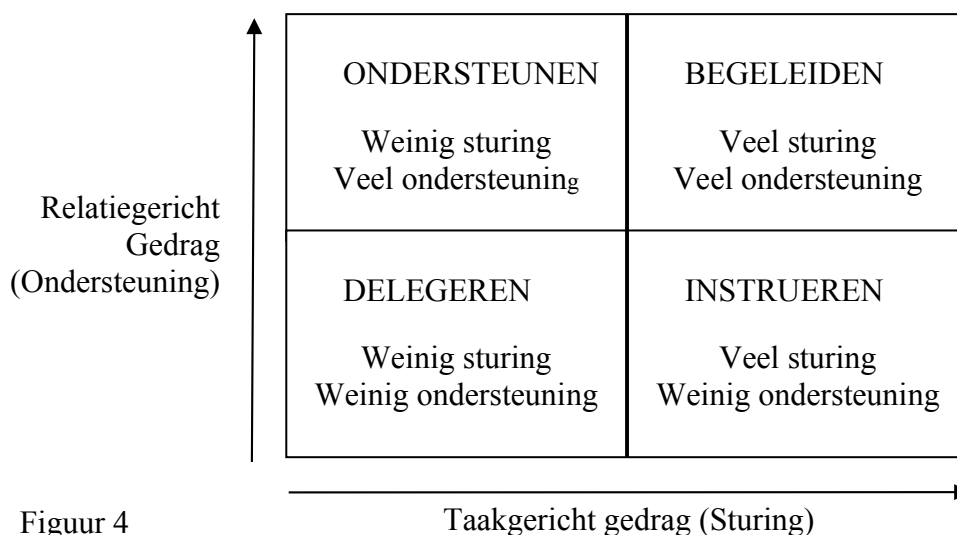 ONDERSTEUNEN
Weinig sturing
Veel ondersteuning
BEGELEIDEN
Veel sturing
Veel ondersteuning
Relatiegericht
Gedrag
(Ondersteuning)
DELEGEREN
Weinig sturing
Weinig ondersteuning
INSTRUEREN
Veel sturing
Weinig ondersteuning
Taakgericht gedrag (Sturing)
Figuur 4